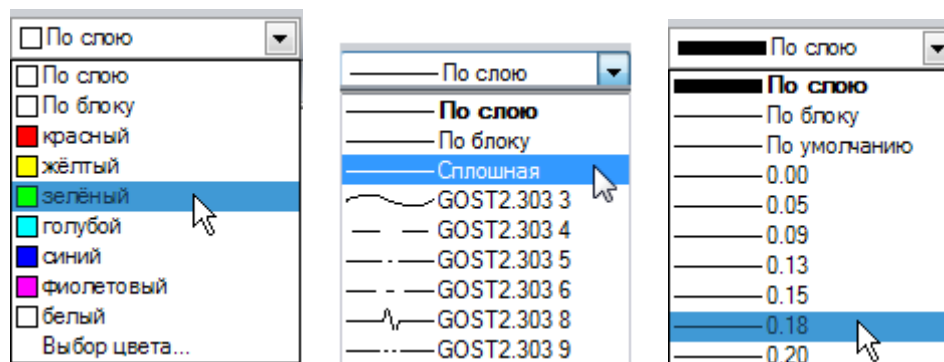 По слою
По слою
По блоку
красный
жёлтый
зелёный
голубой
синий
фиолетовый
белый
Выбор цвета...
По слою
По слою
По блоку
Сплошная
GOST2.303 3
GOST2.303 4
GOST2.303 5
GOST2.303 6
GOST2.303 8
GOST2.303 9
По слою
По слою
По блоку
По умолчанию
0.00
0.05
0.09
0.13
0.15
0.18
0.20